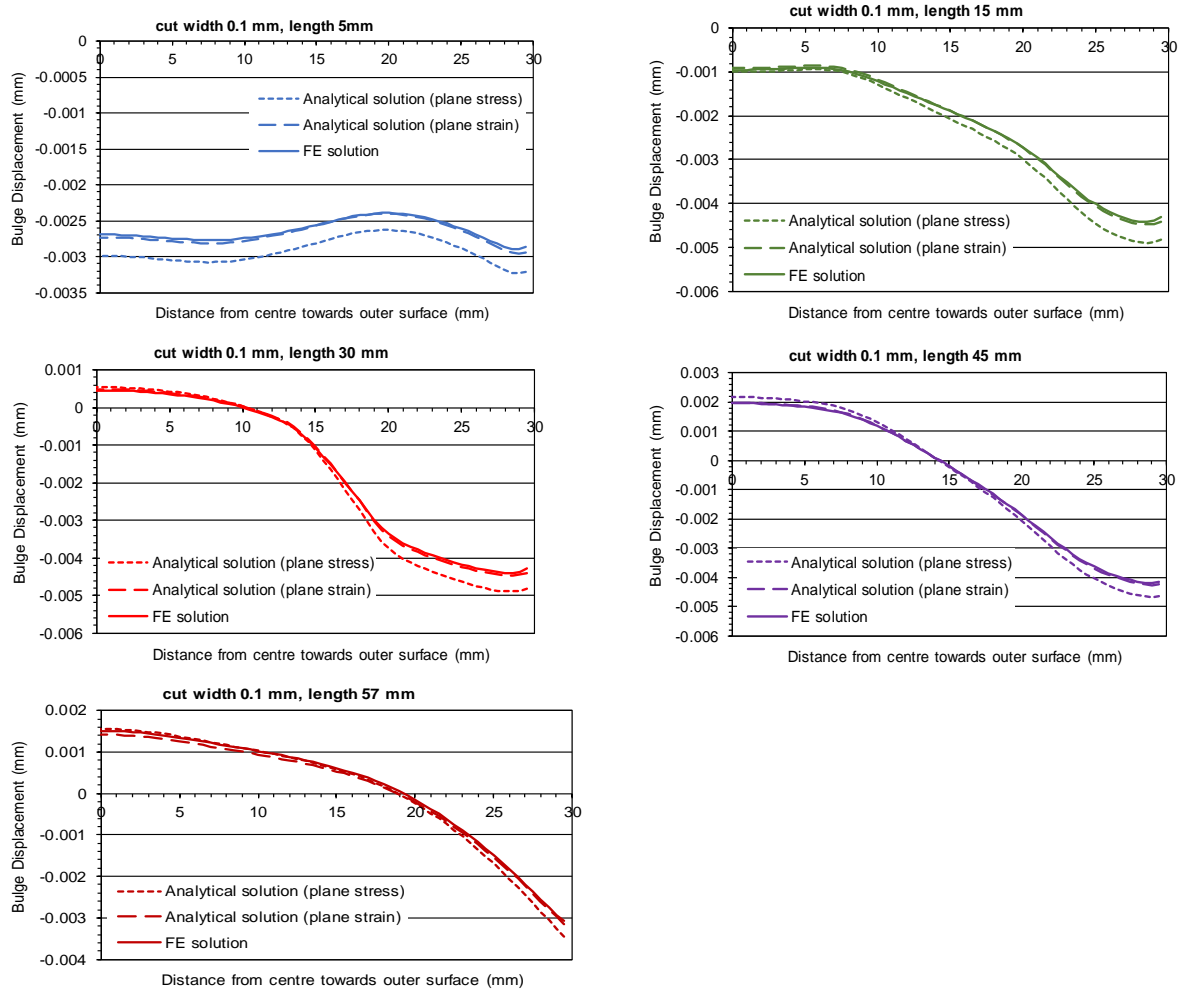 cut width 0.1 mm, length 5mm
0
-0.0005
-0.001
-0.0015
-0.002
-0.0025
-0.003
-0.0035
0 5 10 15 20 25 30
Bulge Displacement (mm)
Analytical solution (plane stress)
Analytical solution (plane strain)
FE solution
Distance from centre towards outer surface (mm)
cut width 0.1 mm, length 15 mm
0
-0.001
-0.002
-0.003
-0.004
-0.005
-0.006
0 5 10 15 20 25 30
Bulge Displacement (mm)
Analytical solution (plane stress)
Analytical solution (plane strain)
FE solution
Distance from centre towards outer surface (mm)
cut width 0.1 mm, length 30 mm
0.001
0
-0.001
-0.002
-0.003
-0.004
-0.005
-0.006
0 5 10 15 20 25 30
Bulge Displacement (mm)
Analytical solution (plane stress)
Analytical solution (plane strain)
FE solution
Distance from centre towards outer surface (mm)
cut width 0.1 mm, length 45 mm
0.003
0.002
0.001
0
-0.001
-0.002
-0.003
-0.004
-0.005
-0.006
0 5 10 15 20 25 30
Bulge Displacement (mm)
Analytical solution (plane stress)
Analytical solution (plane strain)
FE solution
Distance from centre towards outer surface (mm)
cut width 0.1 mm, length 57 mm
0.002
0.001
0
-0.001
-0.002
-0.003
-0.004
0 5 10 15 20 25 30
Bulge Displacement (mm)
Analytical solution (plane stress)
Analytical solution (plane strain)
FE solution
Distance from centre towards outer surface (mm)